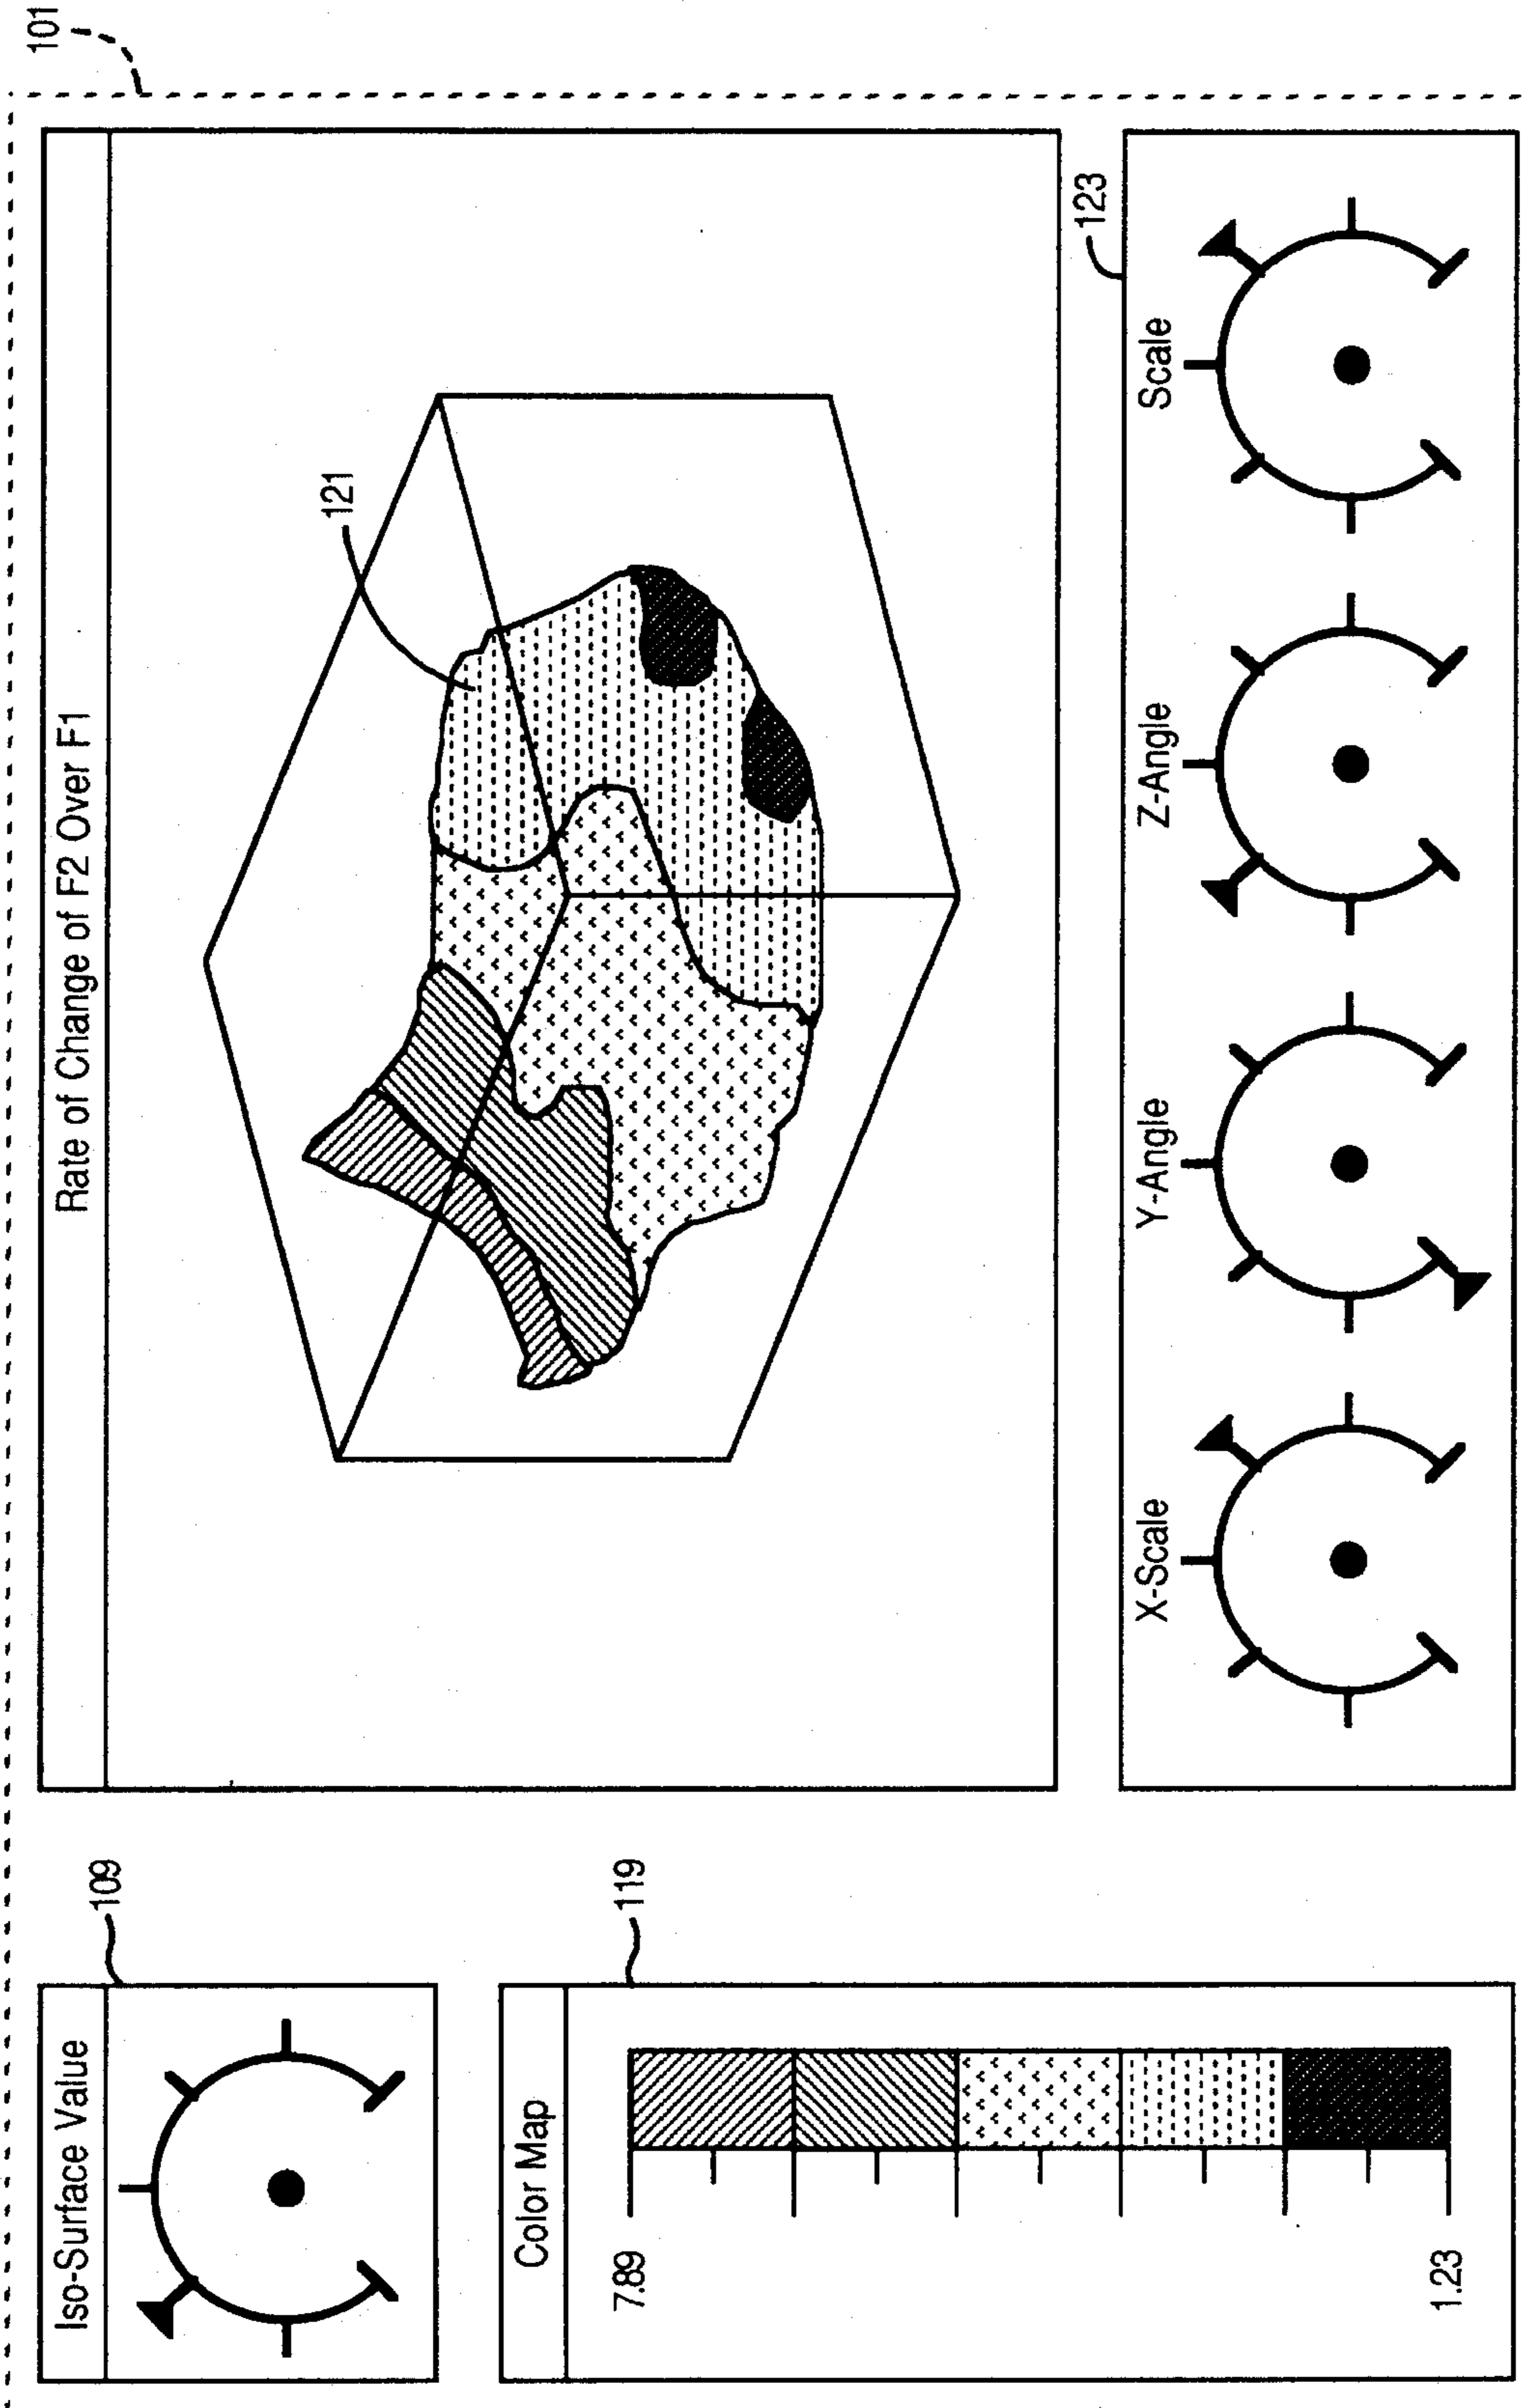 101
Iso-Surface Value
109
Color Map
119
7.89
1.23
Rate of Change of F2 Over F1
121
123
X-Scale
Y-Angle
Z-Angle
Scale